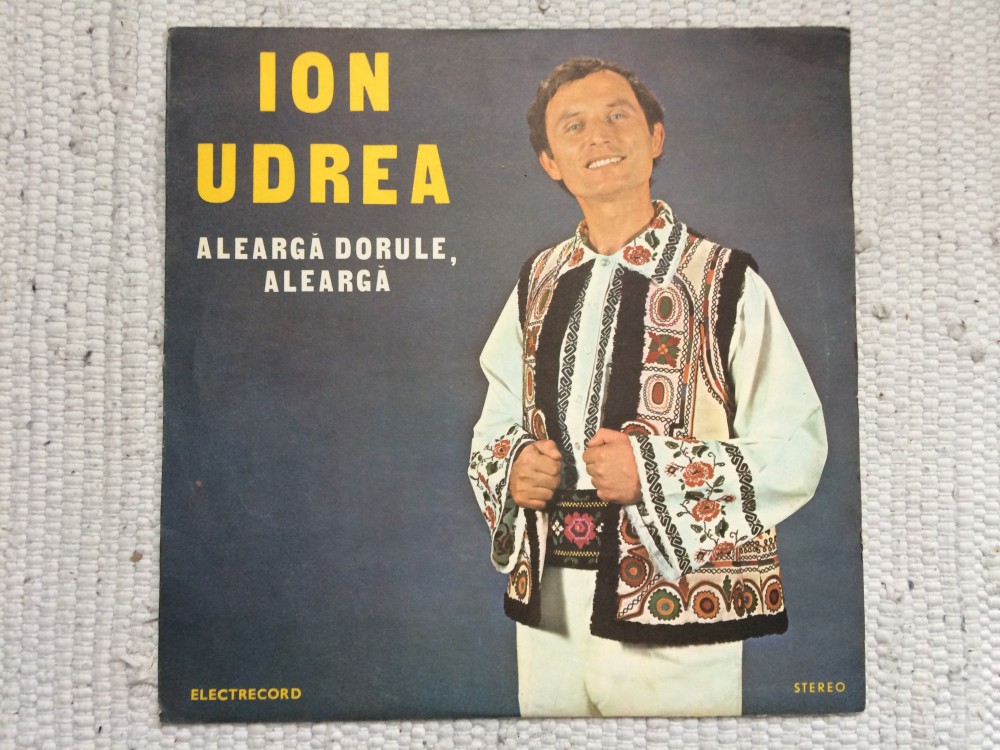 ION
UDREA
ALEARGĂ DORULE,
ALEARGĂ
ELECTRECORD
STEREO